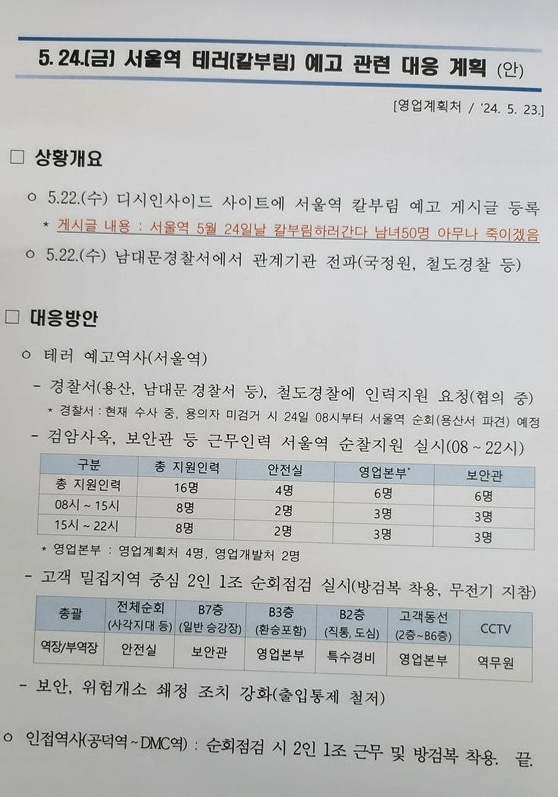 5. 24.(금) 서울역 테러(칼부림) 예고 관련 대응 계획 (안)
[영업계획처 / '24. 5. 23.]
□ 상황개요
○ 5.22.(수) 디시인사이드 사이트에 서울역 칼부림 예고 게시글 등록
* 게시글 내용 : 서울역 5월 24일날 칼부림하러간다 남녀50명 아무나 죽이겠음
○ 5.22.(수) 남대문경찰서에서 관계기관 전파(국정원, 철도경찰 등)
□ 대응방안
○ 테러 예고역사(서울역)
- 경찰서(용산, 남대문 경찰서 등), 철도경찰에 인력지원 요청(협의 중)
* 경찰서 : 현재 수사 중, 용의자 미검거 시 24일 08시부터 서울역 순회(용산서 파견) 예정
- 검암사옥, 보안관 등 근무인력 서울역 순찰지원 실시(08 ~ 22시)
구분 총 지원인력 안전실 영업본부* 보안관
총 지원인력 16명 4명 6명 6명
08시 ~ 15시 8명 2명 3명 3명
15시 ~ 22시 8명 2명 3명 3명
* 영업본부 : 영업계획처 4명, 영업개발처 2명
- 고객 밀집지역 중심 2인 1조 순회점검 실시(방검복 착용, 무전기 지참)
총괄 전체순회 B7층 B3층 B2층 고객동선 CCTV
(사각지대 등) (일반 승강장) (환승포함) (직통, 도심) (2층~B6층)
역장/부역장 안전실 보안관 영업본부 특수경비 영업본부 역무원
- 보안, 위험개소 쇄정 조치 강화(출입통제 철저)
○ 인접역사(공덕역~DMC역) : 순회점검 시 2인 1조 근무 및 방검복 착용. 끝.